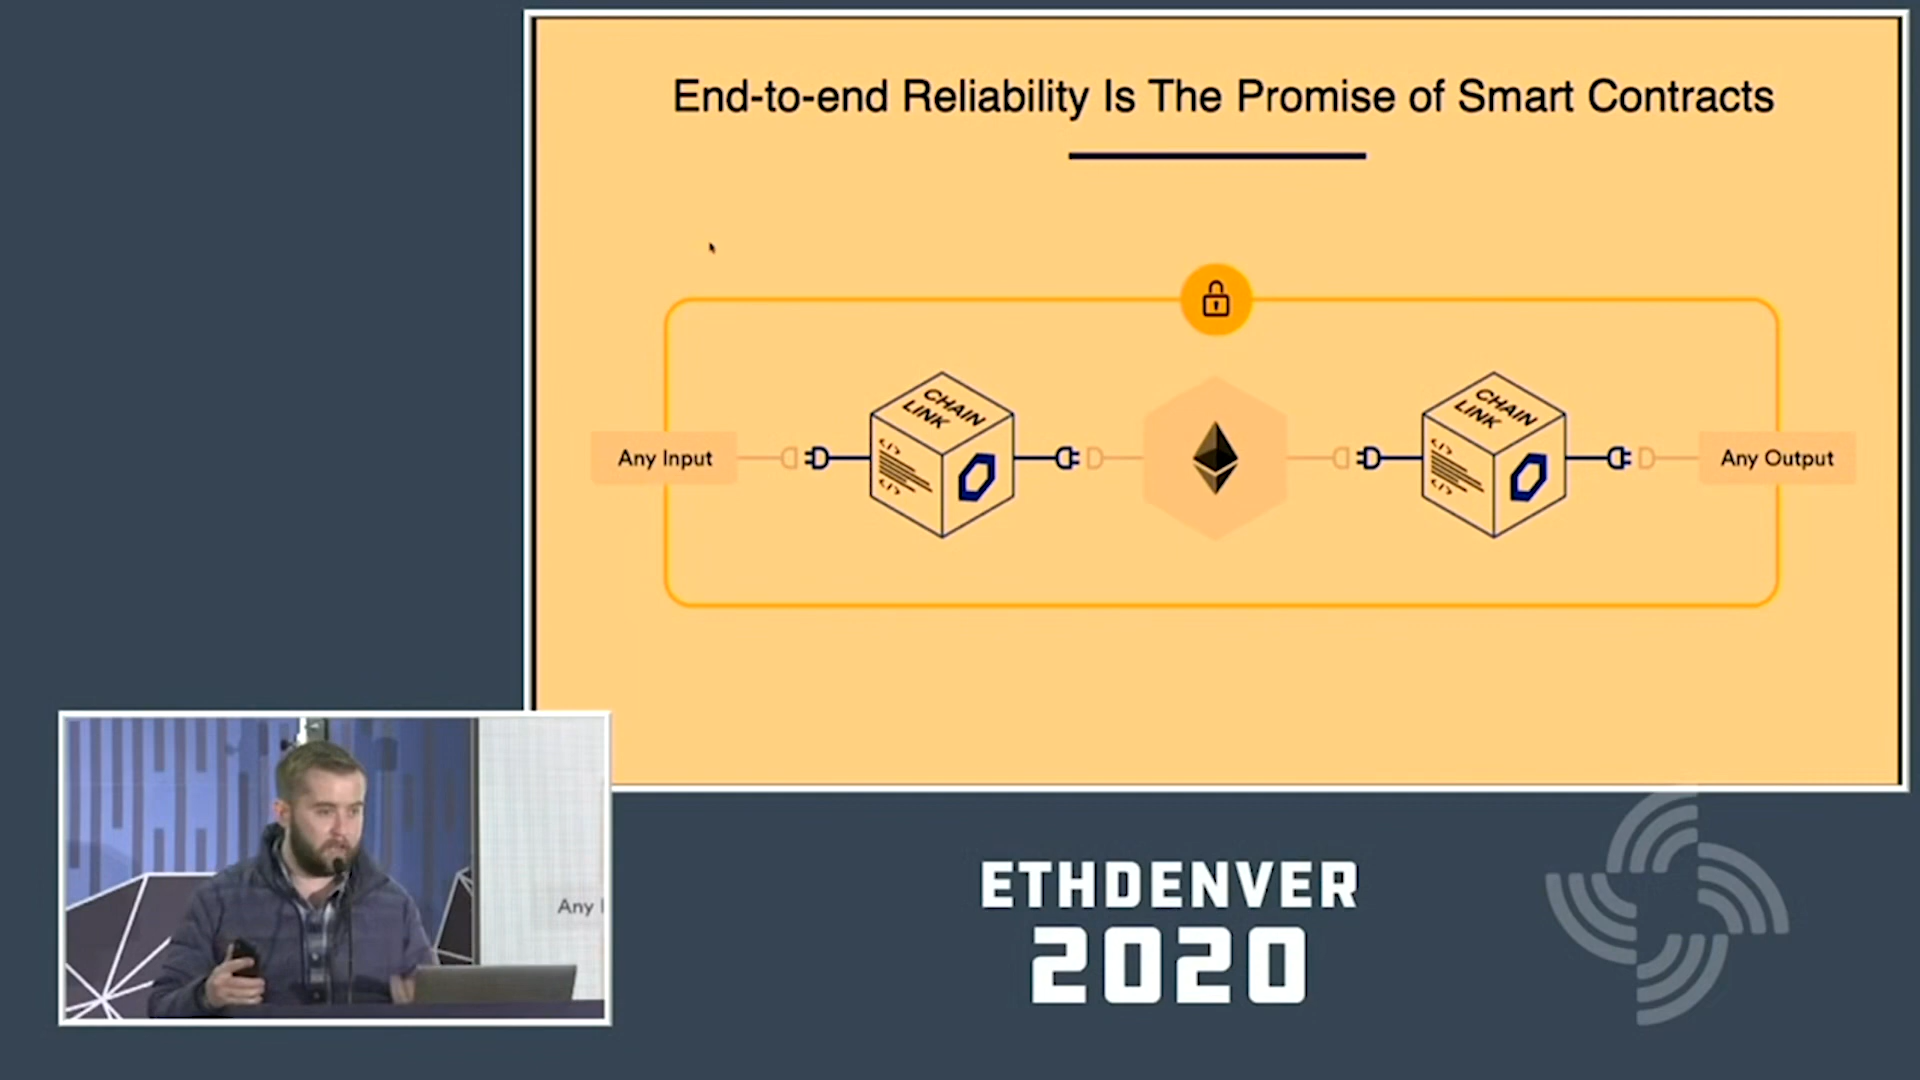 End-to-end Reliability Is The Promise of Smart Contracts
Any Input
CHAIN
LINK
</>
</>
CHAIN
LINK
</>
</>
Any Output
Any
ETHDENVER
2020